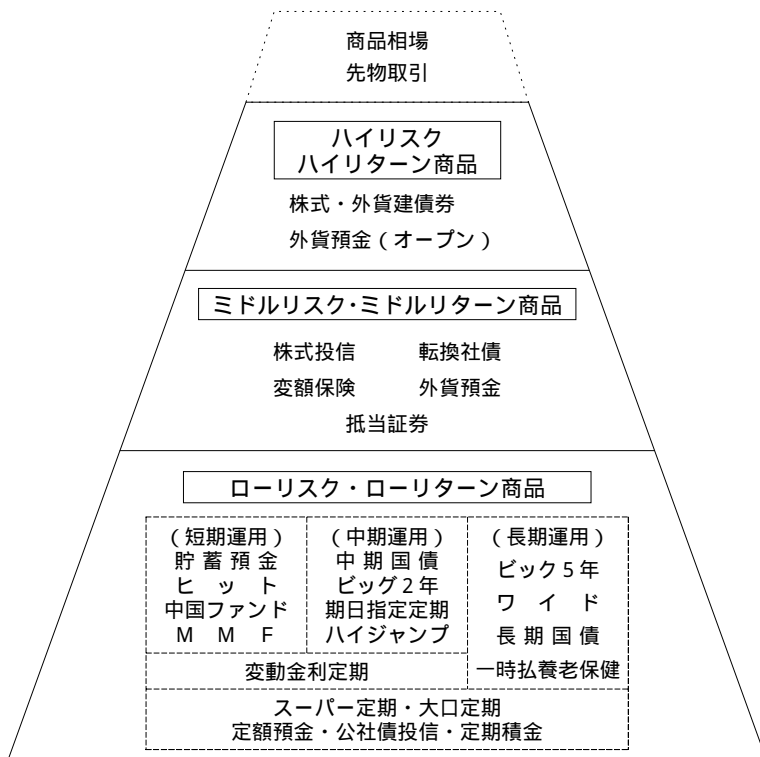 商品相場
先物取引
ハイリスク
ハイリターン商品
株式・外貨建債券
外貨預金（オープン）
ミドルリスク・ミドルリターン商品
株式投信　転換社債
変額保険　外貨預金
抵当証券
ローリスク・ローリターン商品
（短期運用）
貯蓄預金
ヒット
中国ファンド
ＭＭＦ
（中期運用）
中期国債
ビッグ2年
期日指定定期
ハイジャンプ
（長期運用）
ビック5年
ワイド
長期国債
一時払養老保健
変動金利定期
スーパー定期・大口定期
定額預金・公社債投信・定期積金